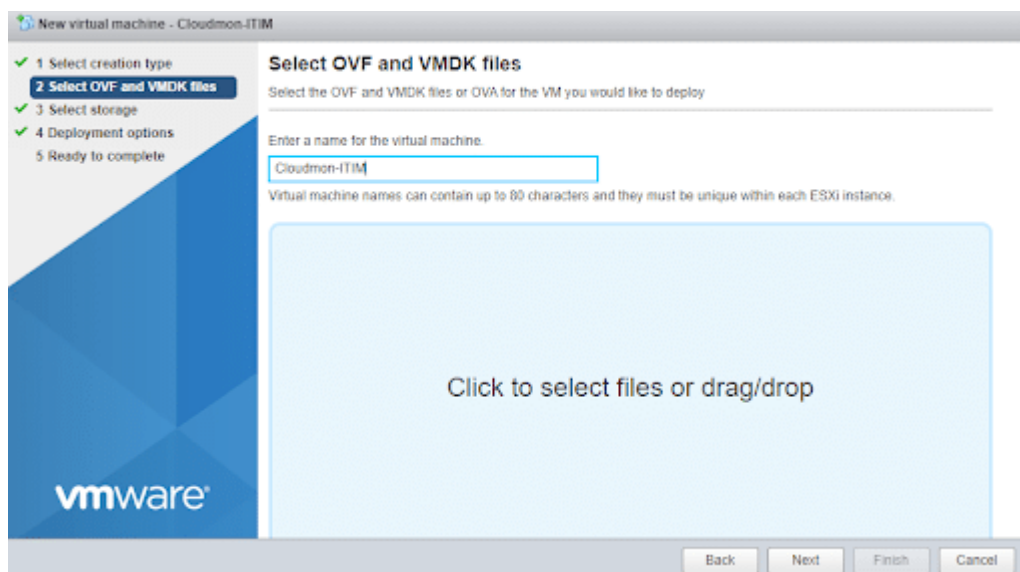 New virtual machine - Cloudmon-ITIM
1 Select creation type
2 Select OVF and VMDK files
3 Select storage
4 Deployment options
5 Ready to complete
Select OVF and VMDK files
Select the OVF and VMDK files or OVA for the VM you would like to deploy
Enter a name for the virtual machine.
Cloudmon-ITIM
Virtual machine names can contain up to 80 characters and they must be unique within each ESXi instance.
Click to select files or drag/drop
vmware
Back Next Finish Cancel